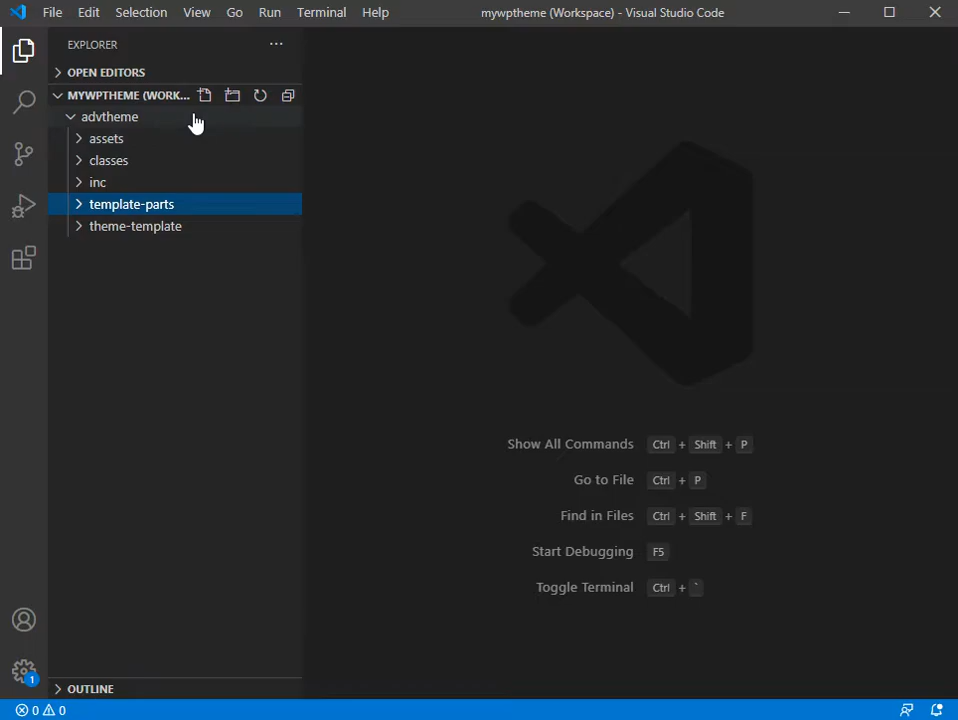 File Edit Selection View Go Run Terminal Help mywptheme (Workspace) - Visual Studio Code
EXPLORER
OPEN EDITORS
MYWPTHEME (WORK...
advtheme
assets
classes
inc
template-parts
theme-template
Show All Commands Ctrl + Shift + P
Go to File Ctrl + P
Find in Files Ctrl + Shift + F
Start Debugging F5
Toggle Terminal Ctrl + `
1
OUTLINE
0 0